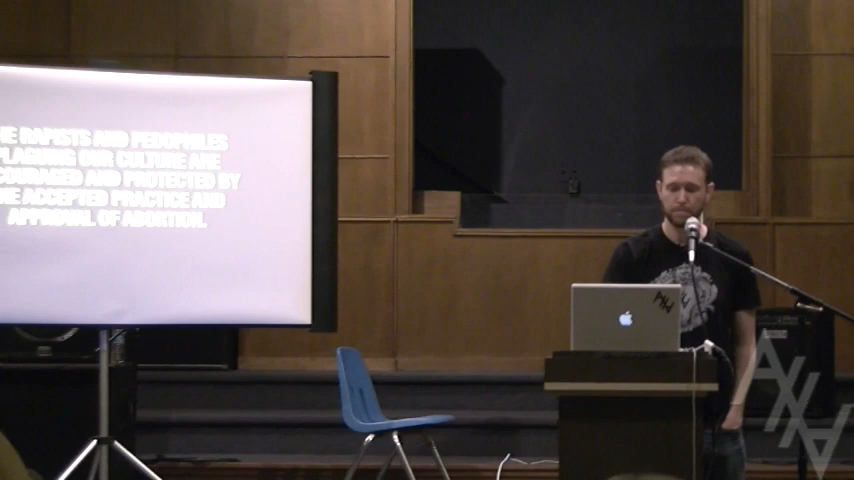 RAPISTS AND PEDOPHILES
PLAGUING OUR CULTURE ARE
AND PROTECTED BY
ACCEPTED PRACTICE AND
APPROVAL OF ABORTION.